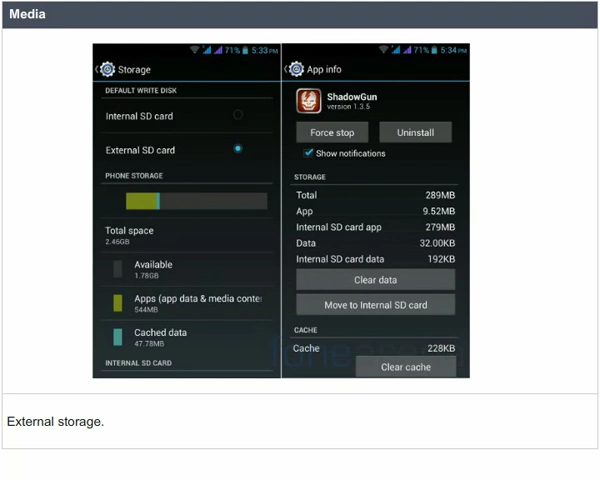 Media
71% 5:33 PM
Storage
DEFAULT WRITE DISK
Internal SD card
External SD card
PHONE STORAGE
Total space
2.46GB
Available
1.78GB
Apps (app data & media conte
544MB
Cached data
47.78MB
INTERNAL SD CARD
71% 5:34 PM
App info
ShadowGun
version 1.3.5
Force stop Uninstall
Show notifications
STORAGE
Total 289MB
App 9.52MB
Internal SD card app 279MB
Data 32.00KB
Internal SD card data 192KB
Clear data
Move to Internal SD card
CACHE
Cache 228KB
Clear cache
External storage.